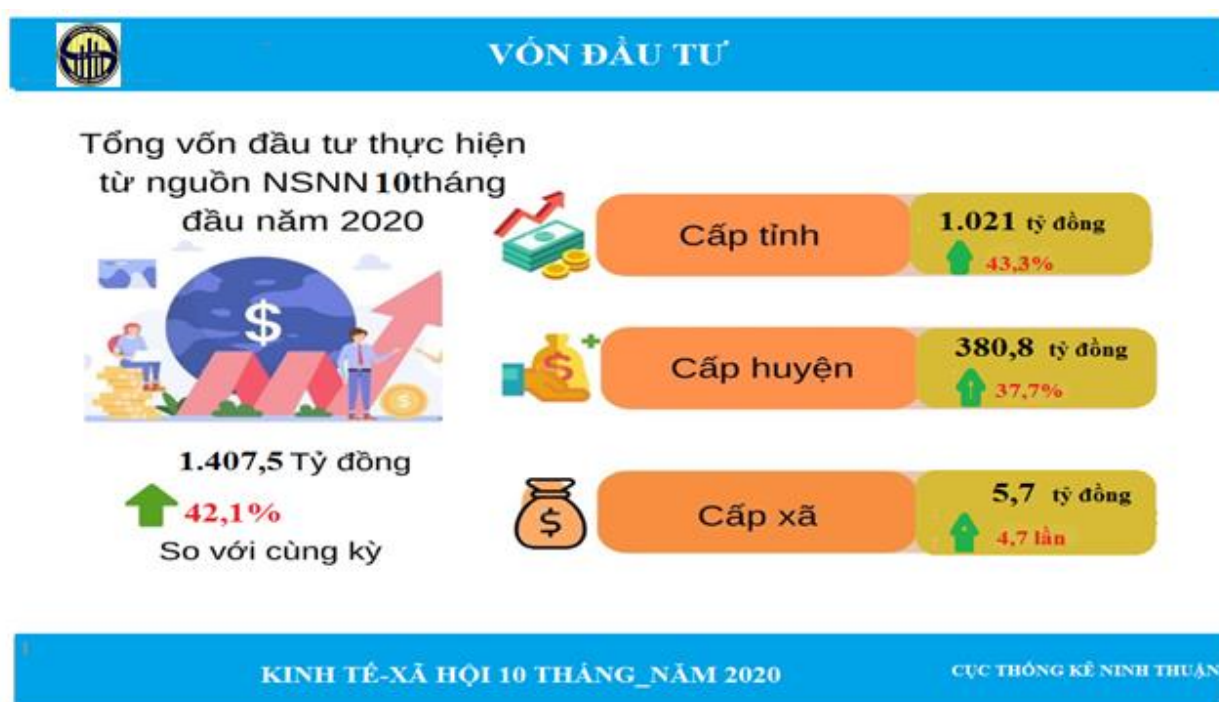 VỐN ĐẦU TƯ
Tổng vốn đầu tư thực hiện
từ nguồn NSNN 10tháng
đầu năm 2020
1.407,5 Tỷ đồng
42,1%
So với cùng kỳ
Cấp tỉnh
1.021 tỷ đồng
43,3%
Cấp huyện
380,8 tỷ đồng
37,7%
Cấp xã
5,7 tỷ đồng
4,7 lần
KINH TẾ-XÃ HỘI 10 THÁNG_NĂM 2020
CỤC THỐNG KÊ NINH THUẬN